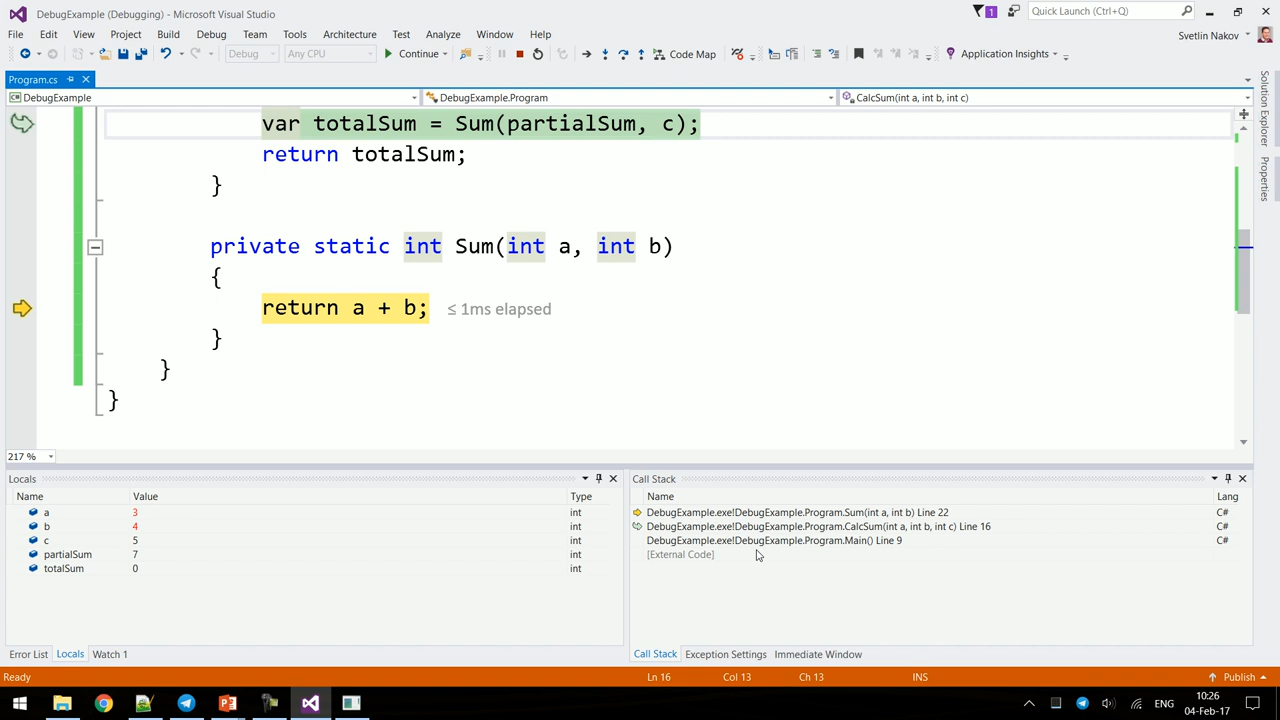 DebugExample (Debugging) - Microsoft Visual Studio
1
Quick Launch (Ctrl+Q)
File Edit View Project Build Debug Team Tools Architecture Test Analyze Window Help
Svetlin Nakov
Debug Any CPU Continue Code Map Application Insights
Program.cs
DebugExample DebugExample.Program CalcSum(int a, int b, int c)
Solution Explorer
Properties
var totalSum = Sum(partialSum, c);
return totalSum;
}
private static int Sum(int a, int b)
{
return a + b; ≤ 1ms elapsed
}
}
}
217 %
Locals
Name Value Type
a 3 int
b 4 int
c 5 int
partialSum 7 int
totalSum 0 int
Error List Locals Watch 1
Call Stack
Name Lang
DebugExample.exe!DebugExample.Program.Sum(int a, int b) Line 22 C#
DebugExample.exe!DebugExample.Program.CalcSum(int a, int b, int c) Line 16 C#
DebugExample.exe!DebugExample.Program.Main() Line 9 C#
[External Code]
Call Stack Exception Settings Immediate Window
Ready Ln 16 Col 13 Ch 13 INS Publish
ENG
10:26
04-Feb-17